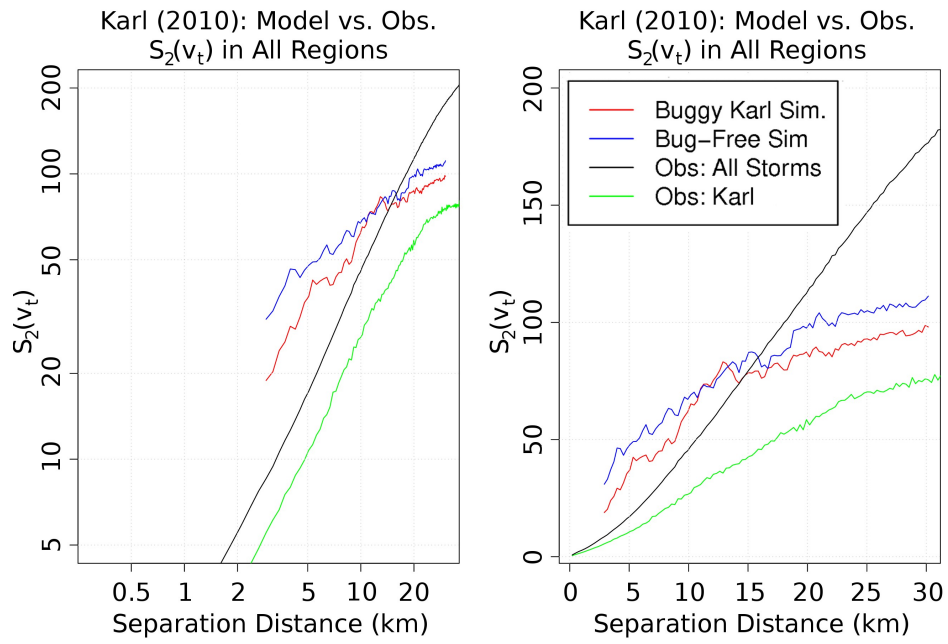 Karl (2010): Model vs. Obs.
S₂(vₜ) in All Regions
200
100
50
20
10
5
S₂(vₜ)
0.5 1 2 5 10 20
Separation Distance (km)
Karl (2010): Model vs. Obs.
S₂(vₜ) in All Regions
Buggy Karl Sim.
Bug−Free Sim
Obs: All Storms
Obs: Karl
200
150
100
50
0
S₂(vₜ)
0 5 10 15 20 25 30
Separation Distance (km)